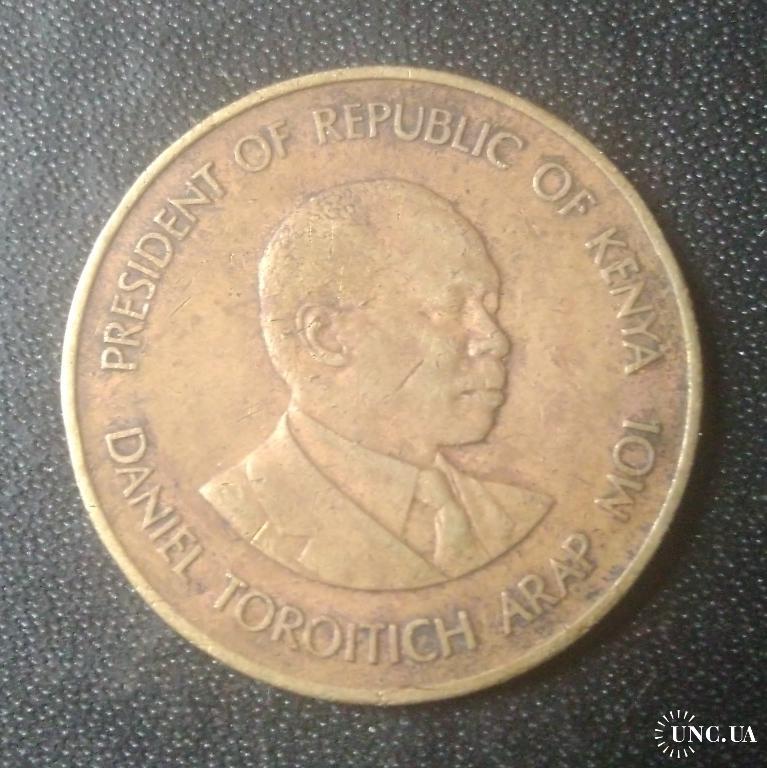 PRESIDENT OF REPUBLIC OF KENYA
DANIEL TOROITICH ARAP MOI
UNC.UA